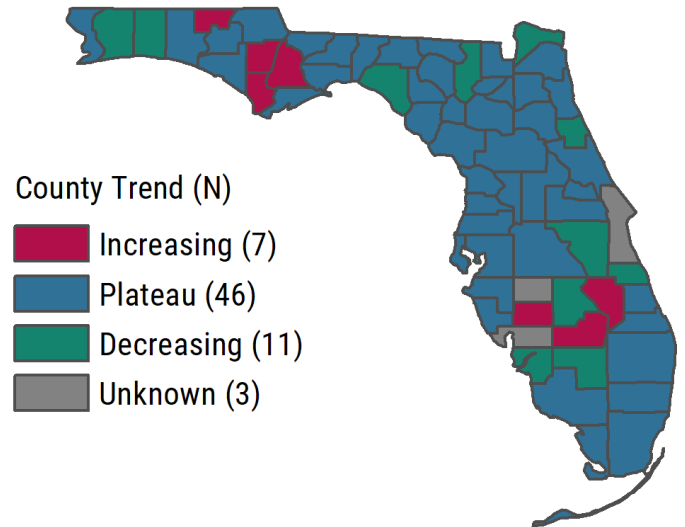 County Trend (N)
Increasing (7)
Plateau (46)
Decreasing (11)
Unknown (3)